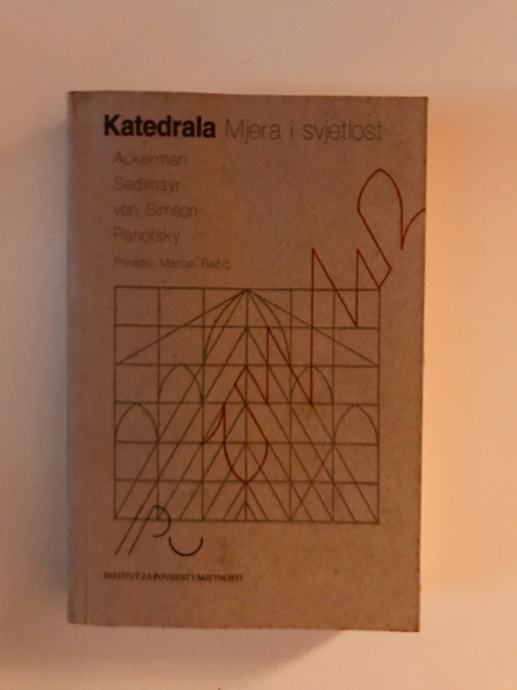 Katedrala Mjera i svjetlost
Ackerman
Sedlmayr
von Simson
Panofsky
Priredio: Marcel Bačić
INSTITUT ZA POVIJEST UMJETNOSTI